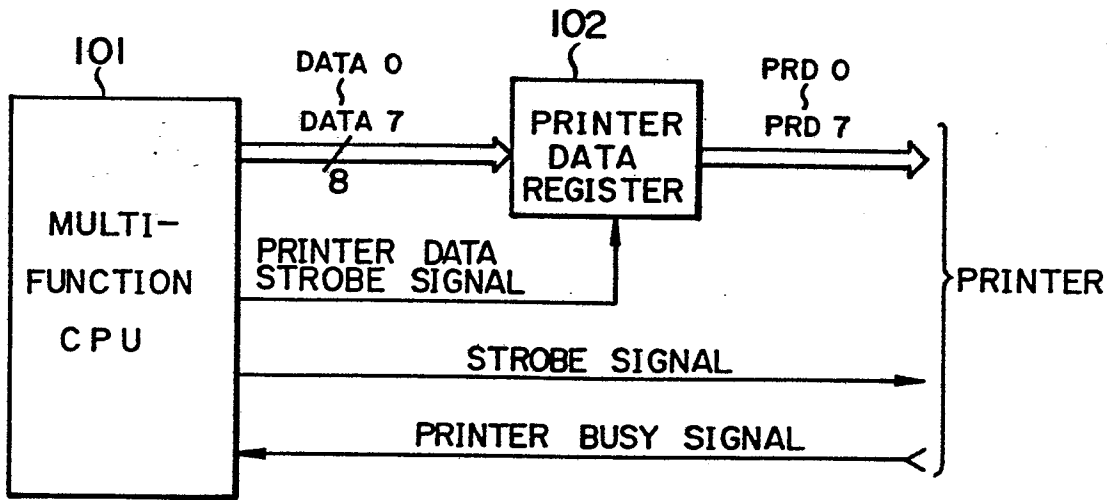 101
DATA 0
DATA 7
8
102
PRINTER
DATA
REGISTER
PRD 0
PRD 7
MULTI-
FUNCTION
CPU
PRINTER DATA
STROBE SIGNAL
STROBE SIGNAL
PRINTER BUSY SIGNAL
PRINTER